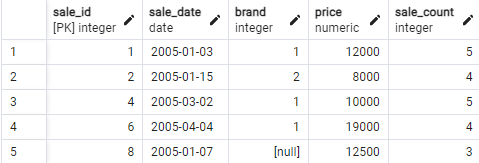 sale_id sale_date brand price sale_count
[PK] integer date integer numeric integer
1 1 2005-01-03 1 12000 5
2 2 2005-01-15 2 8000 4
3 4 2005-03-02 1 10000 5
4 6 2005-04-04 1 19000 4
5 8 2005-01-07 [null] 12500 3